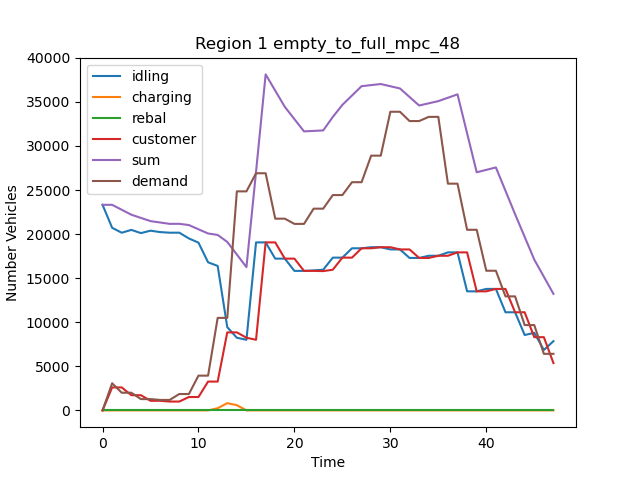 Region 1 empty_to_full_mpc_48
40000
35000
30000
25000
20000
15000
10000
5000
0
Number Vehicles
idling
charging
rebal
customer
sum
demand
0 10 20 30 40
Time